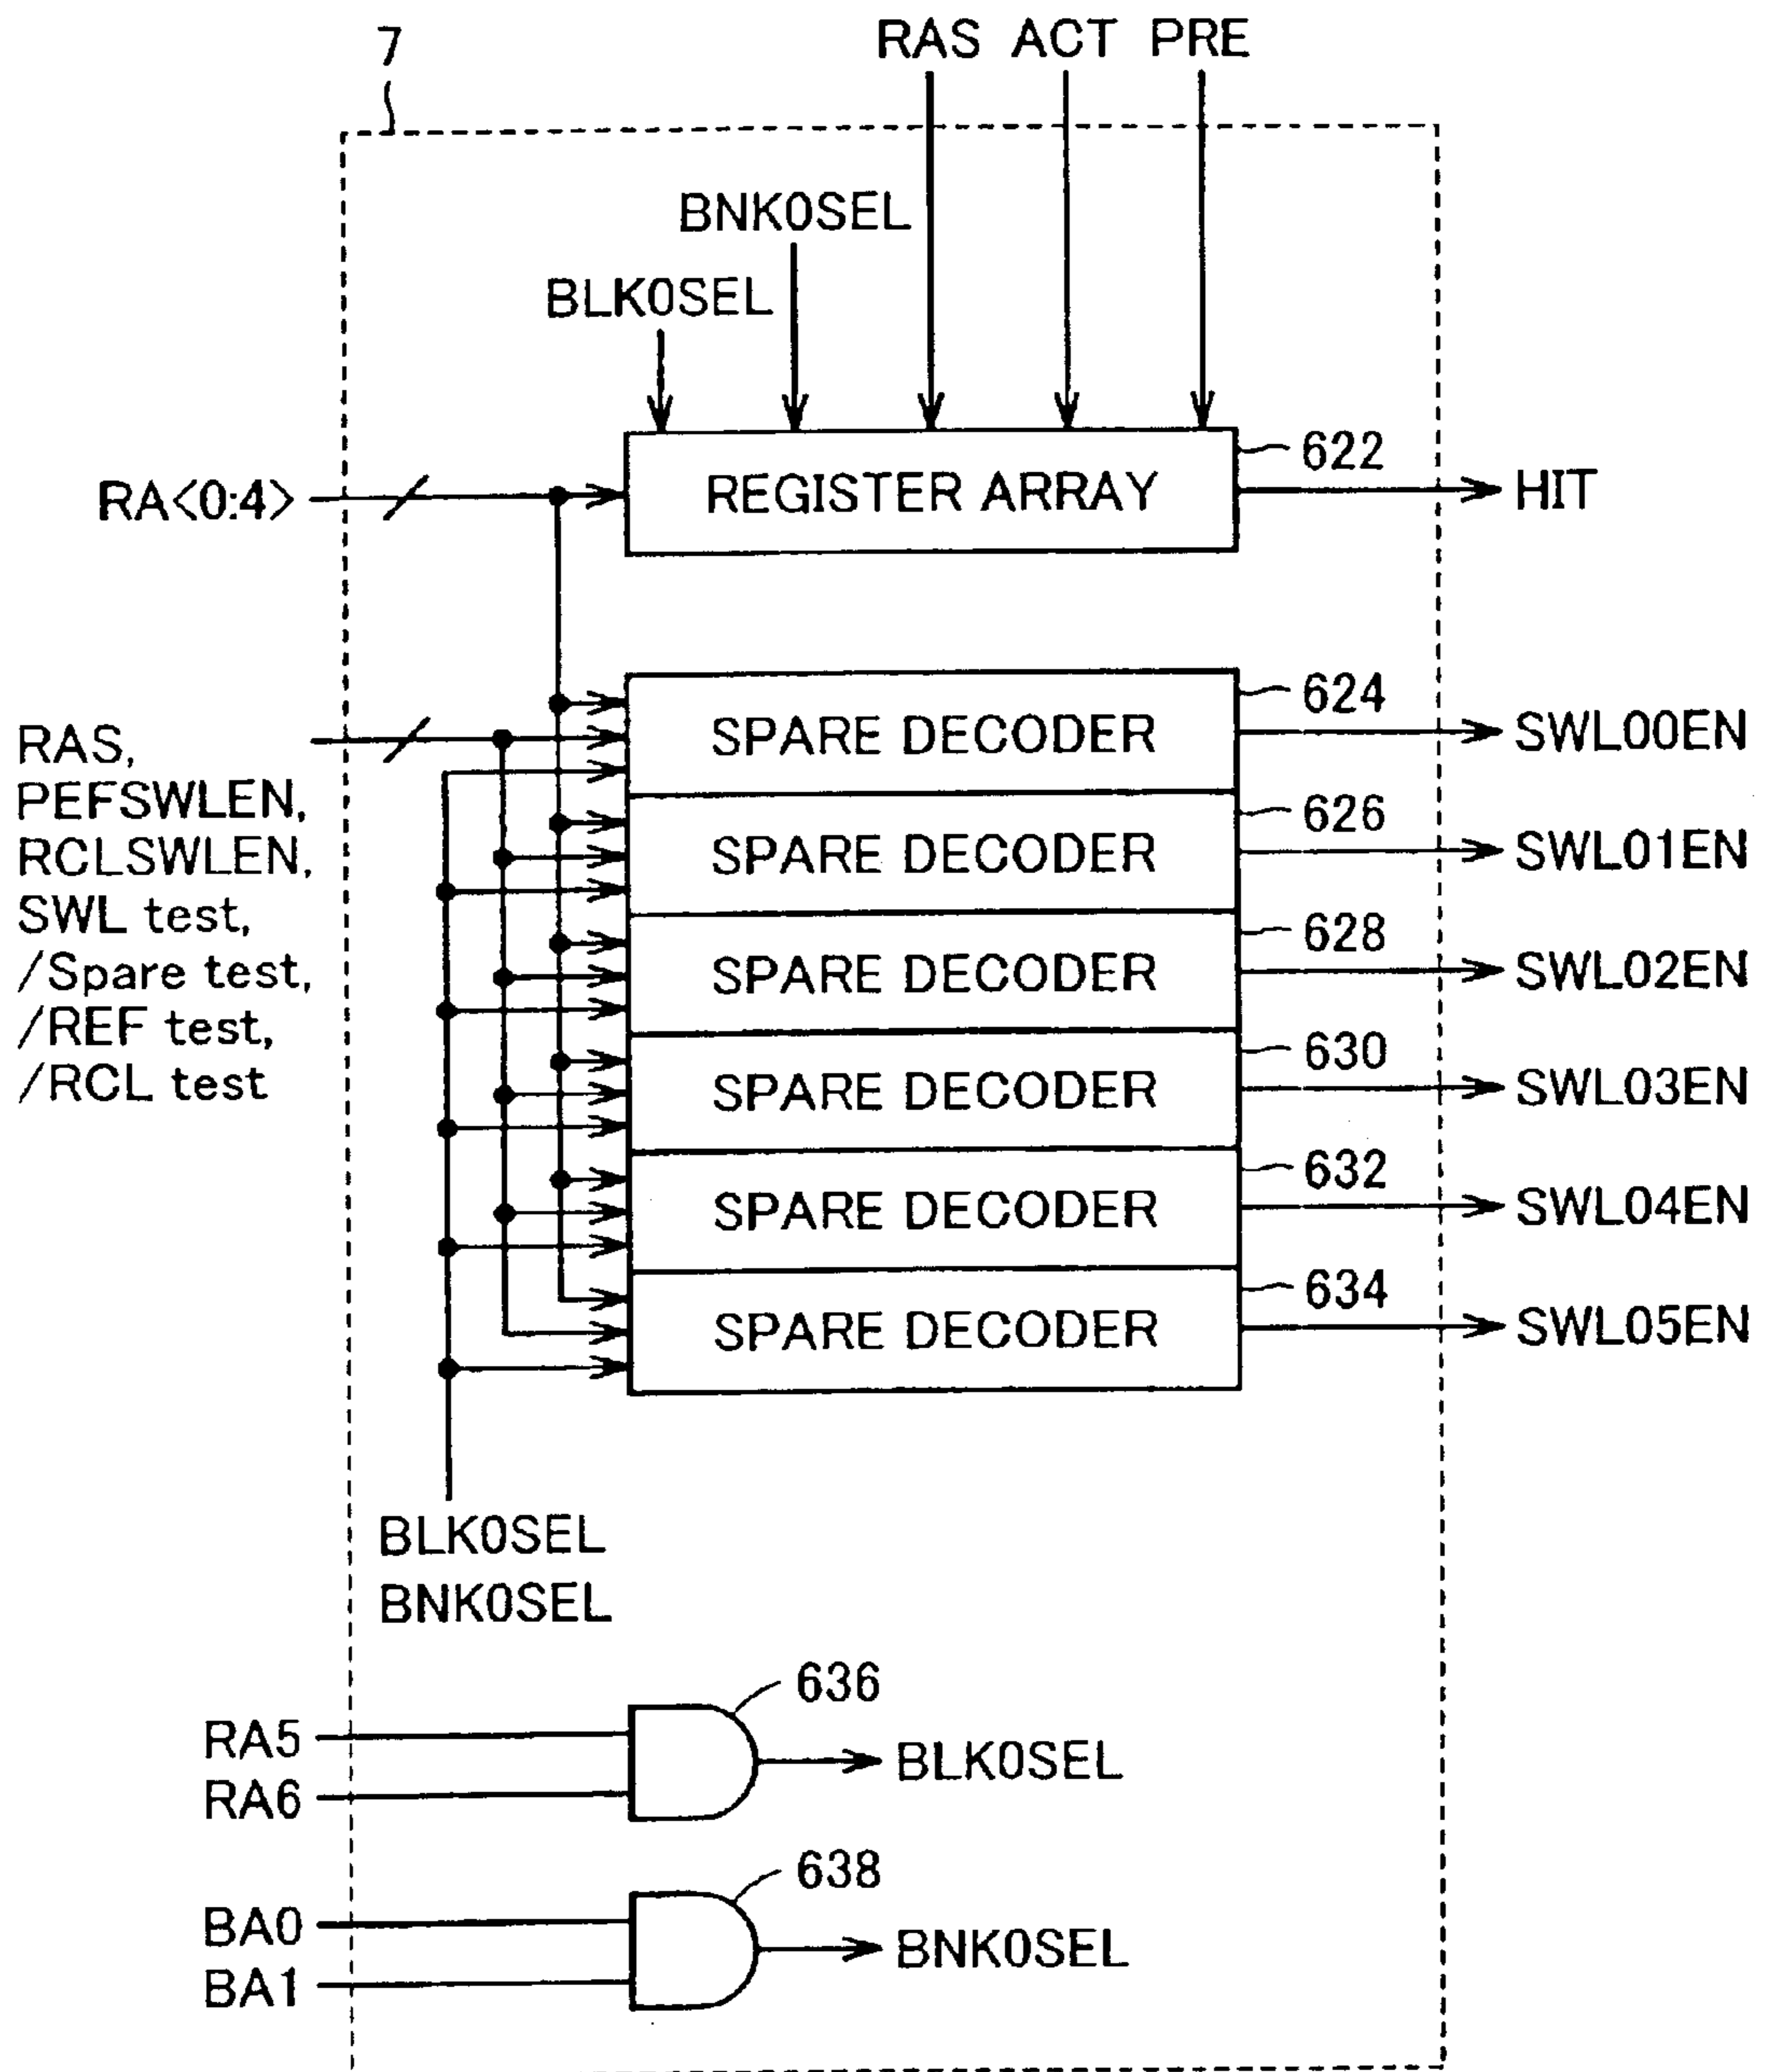 7
RAS ACT PRE
BNK0SEL
BLK0SEL
622
RA<0:4>
REGISTER ARRAY
HIT
624
RAS,
PEFSWLEN,
RCLSWLEN,
SWL test,
/Spare test,
/REF test,
/RCL test
SPARE DECODER
SWL00EN
626
SPARE DECODER
SWL01EN
628
SPARE DECODER
SWL02EN
630
SPARE DECODER
SWL03EN
632
SPARE DECODER
SWL04EN
634
SPARE DECODER
SWL05EN
BLK0SEL
BNK0SEL
636
RA5
RA6
BLK0SEL
638
BA0
BA1
BNK0SEL